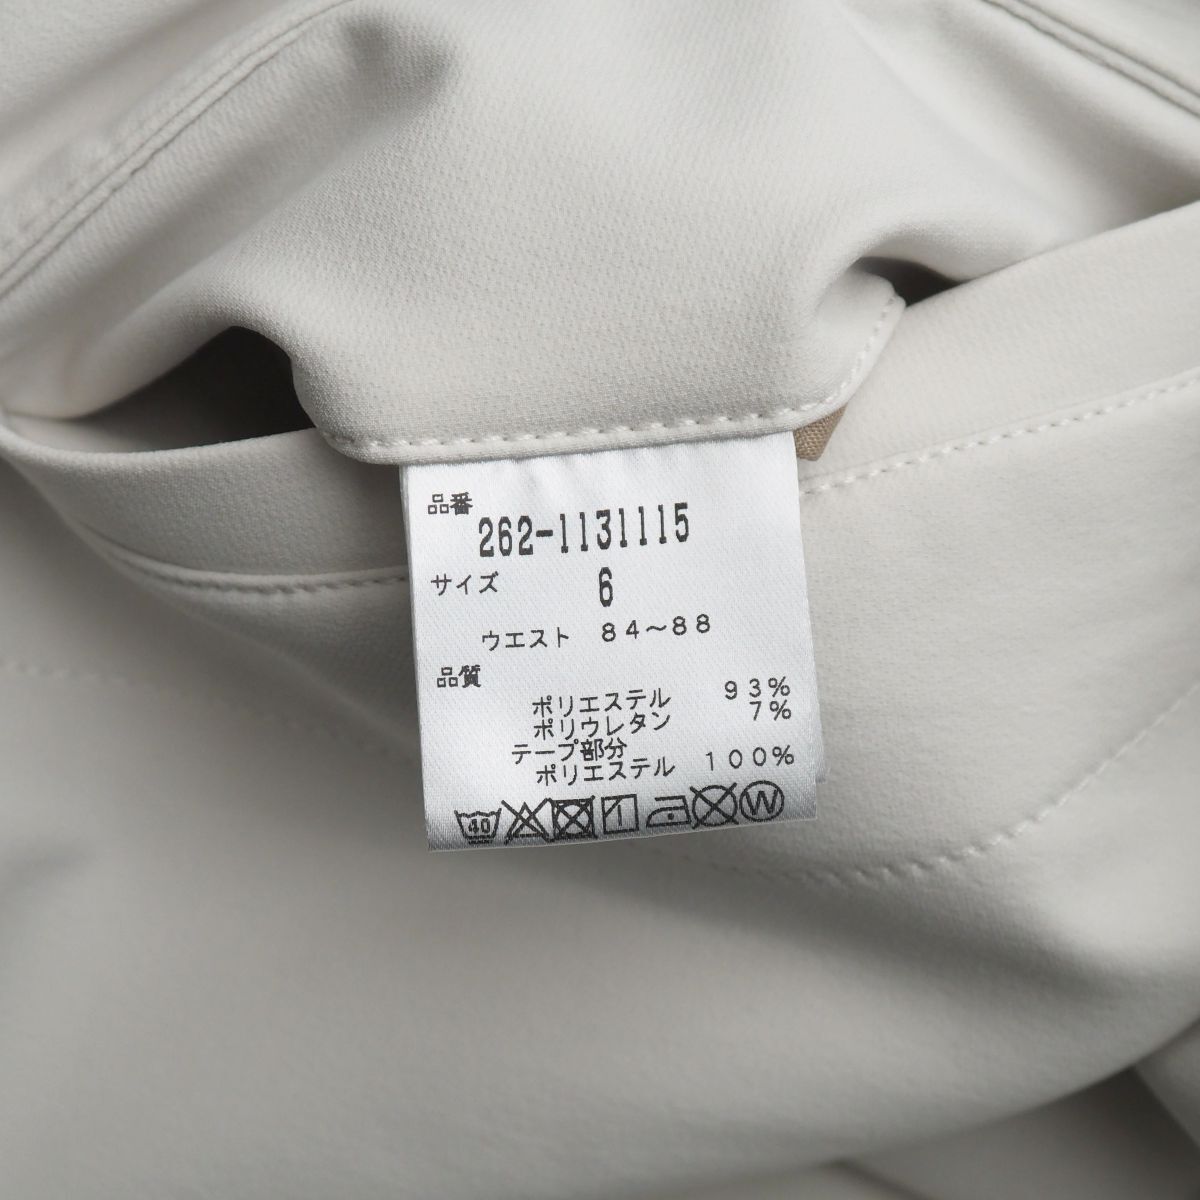 品番
262-1131115
サイズ 6
ウエスト 84〜88
品質
ポリエステル 93%
ポリウレタン 7%
テープ部分
ポリエステル 100%
40 W